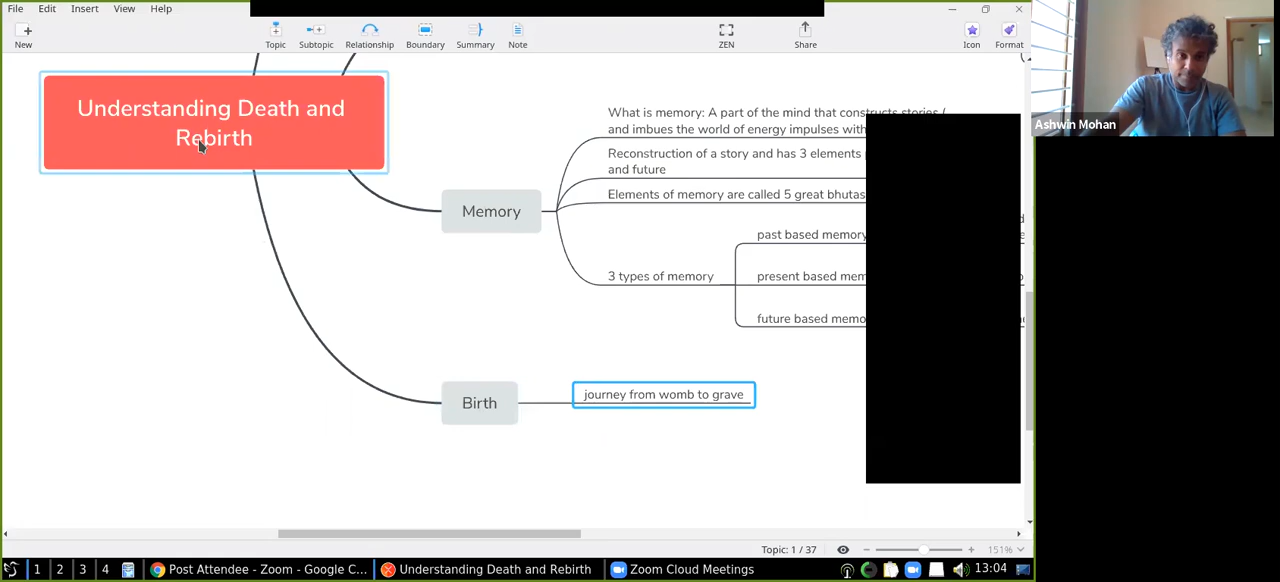 File Edit Insert View Help
New Topic Subtopic Relationship Boundary Summary Note ZEN Share Icon Format
Understanding Death and
Rebirth
Memory
What is memory: A part of the mind that constructs stories (
and imbues the world of energy impulses with
Reconstruction of a story and has 3 elements
and future
Elements of memory are called 5 great bhutas
3 types of memory
past based memory
present based mem
future based memo
Birth
journey from womb to grave
Ashwin Mohan
Topic: 1 / 37 151%
1 2 3 4 Post Attendee - Zoom - Google C... Understanding Death and Rebirth Zoom Cloud Meetings 13:04